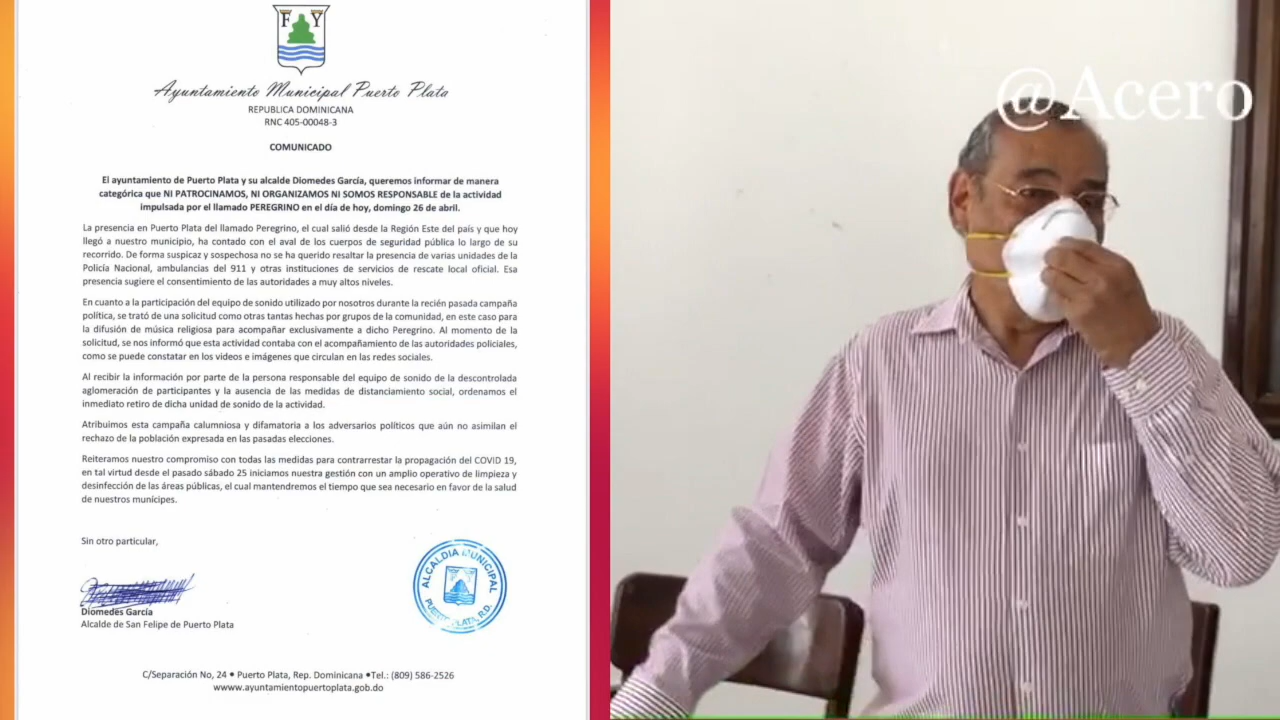 F Y
Ayuntamiento Municipal Puerto Plata
REPUBLICA DOMINICANA
RNC 405-00048-3
COMUNICADO
El ayuntamiento de Puerto Plata y su alcalde Diomedes García, queremos informar de manera
categórica que NI PATROCINAMOS, NI ORGANIZAMOS NI SOMOS RESPONSABLE de la actividad
impulsada por el llamado PEREGRINO en el día de hoy, domingo 26 de abril.
La presencia en Puerto Plata del llamado Peregrino, el cual salió desde la Región Este del país y que hoy
llegó a nuestro municipio, ha contado con el aval de los cuerpos de seguridad pública lo largo de su
recorrido. De forma suspicaz y sospechosa no se ha querido resaltar la presencia de varias unidades de la
Policía Nacional, ambulancias del 911 y otras instituciones de servicios de rescate local oficial. Esa
presencia sugiere el consentimiento de las autoridades a muy altos niveles.
En cuanto a la participación del equipo de sonido utilizado por nosotros durante la recién pasada campaña
política, se trató de una solicitud como otras tantas hechas por grupos de la comunidad, en este caso para
la difusión de música religiosa para acompañar exclusivamente a dicho Peregrino. Al momento de la
solicitud, se nos informó que esta actividad contaba con el acompañamiento de las autoridades policiales,
como se puede constatar en los videos e imágenes que circulan en las redes sociales.
Al recibir la información por parte de la persona responsable del equipo de sonido de la descontrolada
aglomeración de participantes y la ausencia de las medidas de distanciamiento social, ordenamos el
inmediato retiro de dicha unidad de sonido de la actividad.
Atribuimos esta campaña calumniosa y difamatoria a los adversarios políticos que aún no asimilan el
rechazo de la población expresada en las pasadas elecciones.
Reiteramos nuestro compromiso con todas las medidas para contrarrestar la propagación del COVID 19,
en tal virtud desde el pasado sábado 25 iniciamos nuestra gestión con un amplio operativo de limpieza y
desinfección de las áreas públicas, el cual mantendremos el tiempo que sea necesario en favor de la salud
de nuestros munícipes.
Sin otro particular,
Diomedes García
Alcalde de San Felipe de Puerto Plata
ALCALDIA MUNICIPAL
PUERTO PLATA, R.D.
C/Separación No, 24 • Puerto Plata, Rep. Dominicana •Tel.: (809) 586-2526
www.ayuntamientopuertoplata.gob.do
@Acero